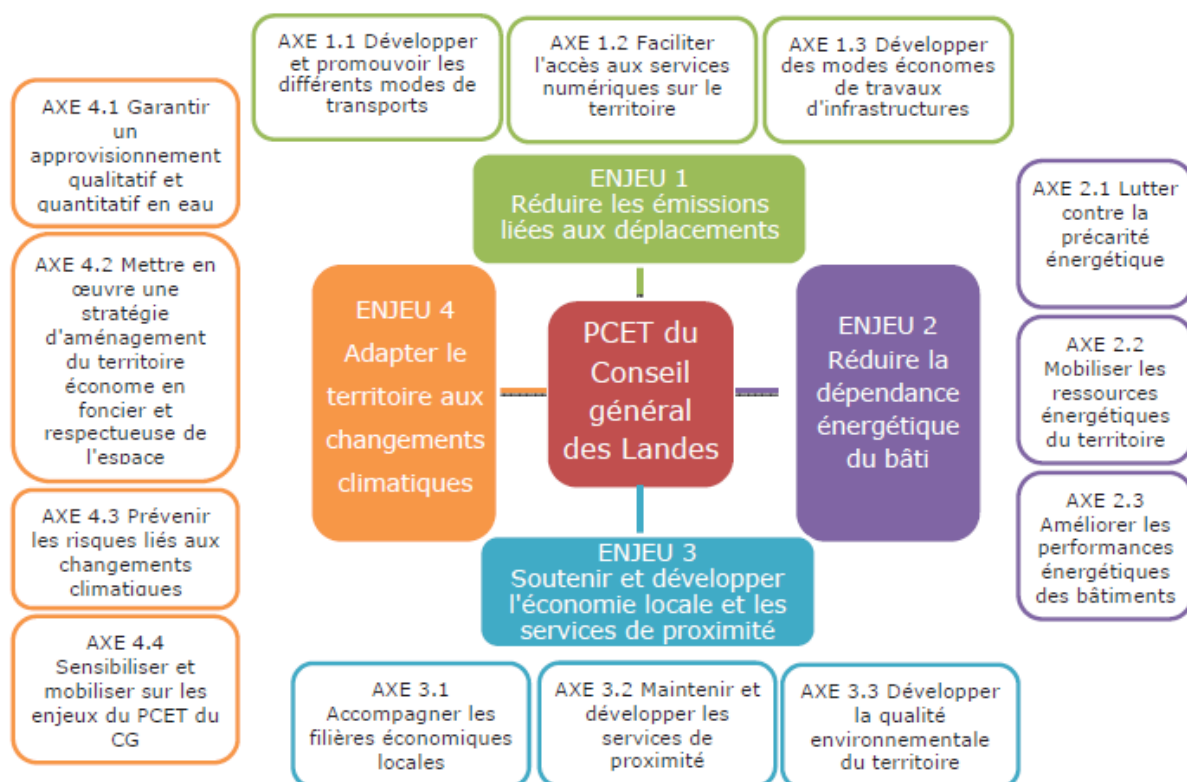 AXE 1.1 Développer
et promouvoir les
différents modes de
transports
AXE 1.2 Faciliter
l'accès aux services
numériques sur le
territoire
AXE 1.3 Développer
des modes économes
de travaux
d'infrastructures
AXE 4.1 Garantir
un
approvisionnement
qualitatif et
quantitatif en eau
AXE 4.2 Mettre en
œuvre une
stratégie
d'aménagement
du territoire
économe en
foncier et
respectueuse de
l'espace
AXE 4.3 Prévenir
les risques liés aux
changements
climatiques
AXE 4.4
Sensibiliser et
mobiliser sur les
enjeux du PCET du
CG
ENJEU 1
Réduire les émissions
liées aux déplacements
ENJEU 4
Adapter le
territoire aux
changements
climatiques
PCET du
Conseil
général
des Landes
ENJEU 2
Réduire la
dépendance
énergétique
du bâti
ENJEU 3
Soutenir et développer
l'économie locale et les
services de proximité
AXE 2.1 Lutter
contre la
précarité
énergétique
AXE 2.2
Mobiliser les
ressources
énergétiques
du territoire
AXE 2.3
Améliorer les
performances
énergétiques
des bâtiments
AXE 3.1
Accompagner les
filières économiques
locales
AXE 3.2 Maintenir et
développer les
services de
proximité
AXE 3.3 Développer
la qualité
environnementale
du territoire